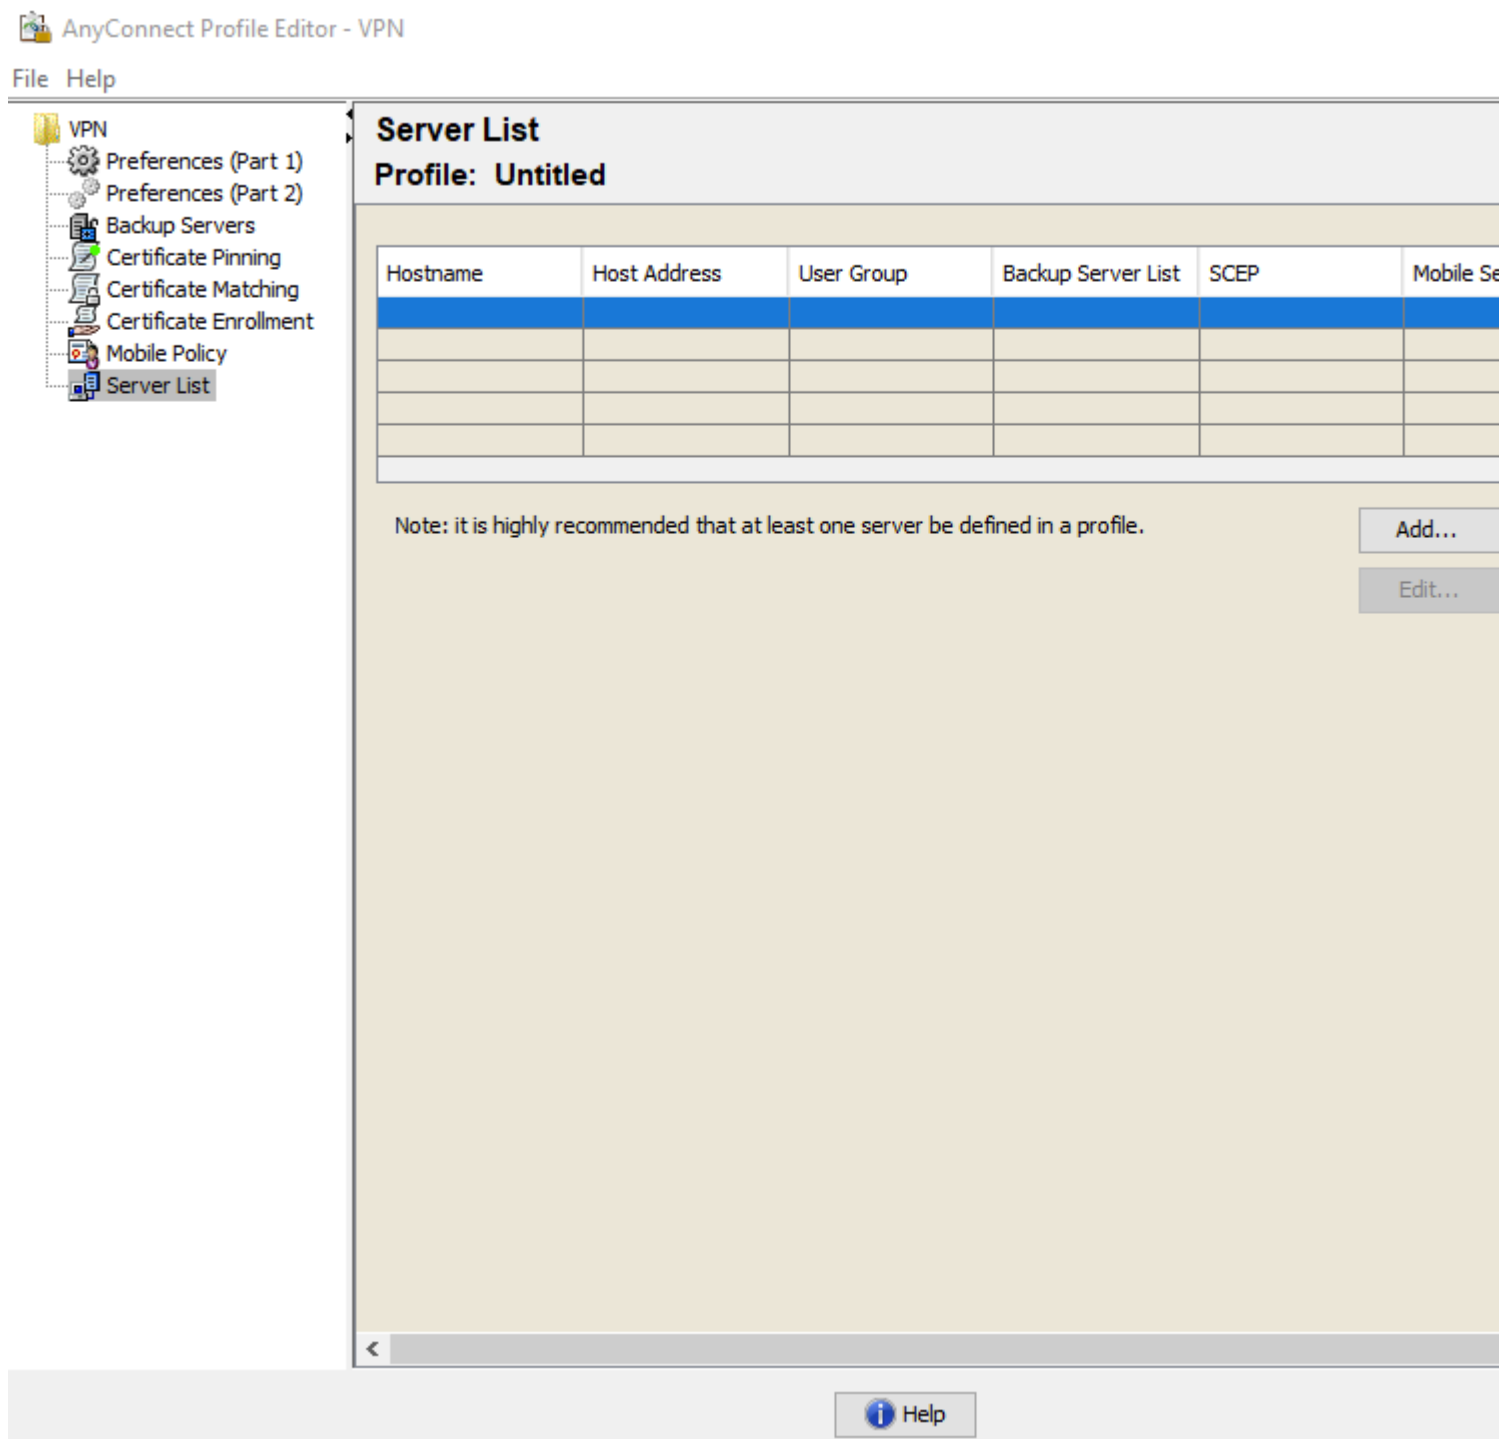 AnyConnect Profile Editor - VPN
File Help
VPN
Preferences (Part 1)
Preferences (Part 2)
Backup Servers
Certificate Pinning
Certificate Matching
Certificate Enrollment
Mobile Policy
Server List
Server List
Profile: Untitled
Hostname Host Address User Group Backup Server List SCEP Mobile Se
Note: it is highly recommended that at least one server be defined in a profile.
Add...
Edit...
Help